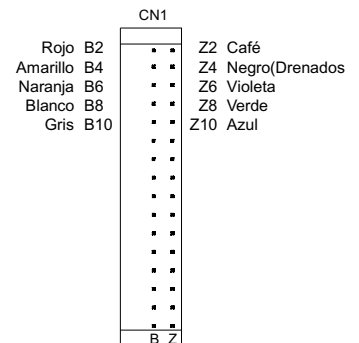 CN1
Rojo B2 Z2 Café
Amarillo B4 Z4 Negro(Drenados
Naranja B6 Z6 Violeta
Blanco B8 Z8 Verde
Gris B10 Z10 Azul
B Z